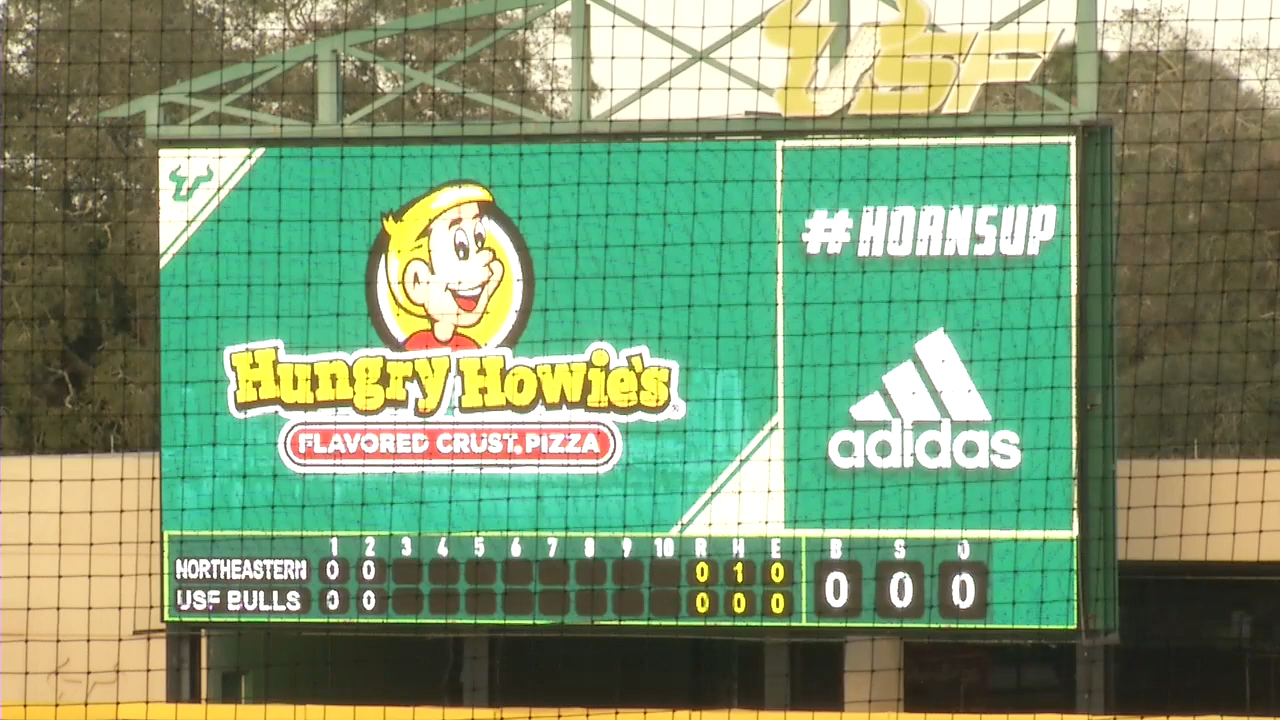 USF
#HORNSUP
Hungry Howie's
FLAVORED CRUST PIZZA
adidas
1 2 3 4 5 6 7 8 9 10 R H E B S O
NORTHEASTERN 0 0 0 1 0 0 0 0
USF BULLS 0 0 0 0 0